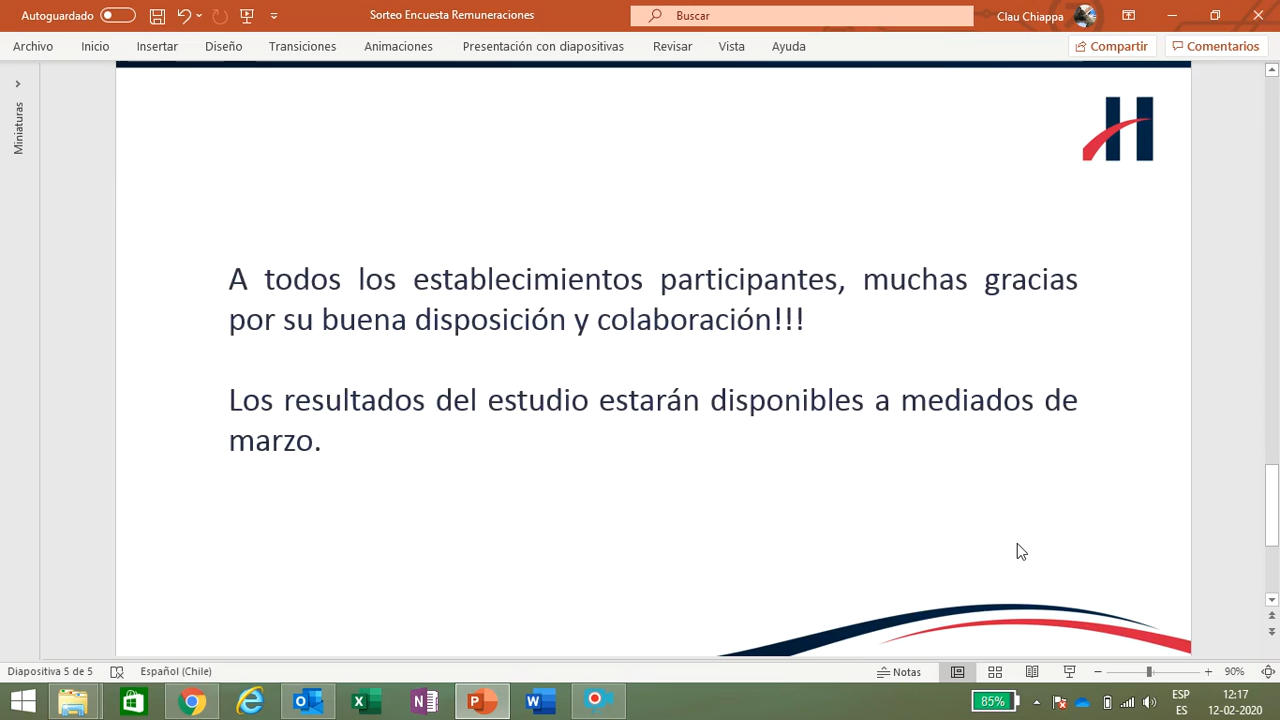 Autoguardado
Sorteo Encuesta Remuneraciones
Buscar
Clau Chiappa
Archivo Inicio Insertar Diseño Transiciones Animaciones Presentación con diapositivas Revisar Vista Ayuda Compartir Comentarios
Miniaturas
H
A todos los establecimientos participantes, muchas gracias
por su buena disposición y colaboración!!!
Los resultados del estudio estarán disponibles a mediados de
marzo.
Diapositiva 5 de 5 Español (Chile) Notas 90%
85% ESP 12:17
ES 12-02-2020